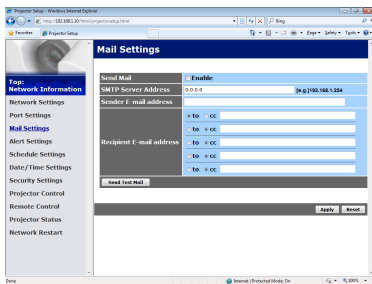 Projector Setup - Windows Internet Explorer
http://192.168.1.10/html/projectorsetup.html
Bing
Favorites
Projector Setup
Page
Safety
Tools
Mail Settings
Top:
Network Information
Network Settings
Port Settings
Mail Settings
Alert Settings
Schedule Settings
Date/Time Settings
Security Settings
Projector Control
Remote Control
Projector Status
Network Restart
Send Mail
Enable
SMTP Server Address
0.0.0.0
[e.g.]192.168.1.204
Sender E-mail address
Recipient E-mail address
to cc
to cc
to cc
to cc
to cc
Send Test Mail
Apply Reset
Done
Internet | Protected Mode: On
100%